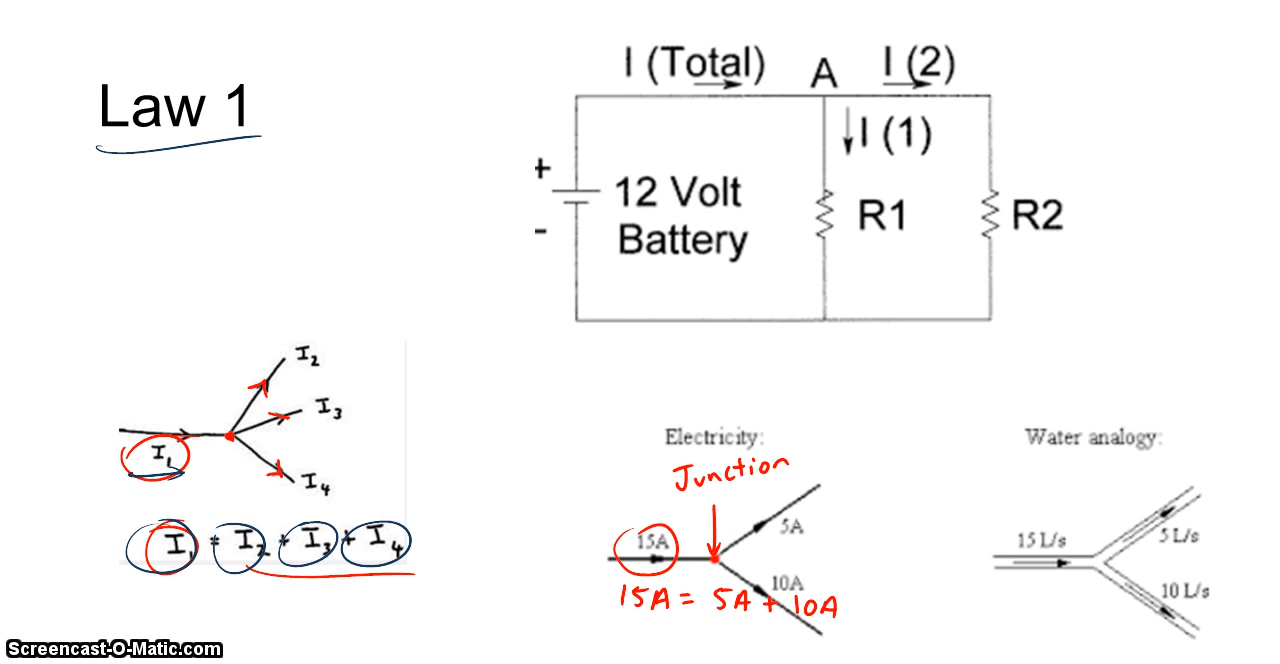 Law 1
I (Total) A I (2)
I (1)
+
12 Volt
Battery
-
R1
R2
I₂
I₃
I₁
I₄
I₁ = I₂ + I₃ + I₄
Electricity:
Junction
15A
5A
10A
15A = 5A + 10A
Water analogy:
15 L/s
5 L/s
10 L/s
Screencast-O-Matic.com